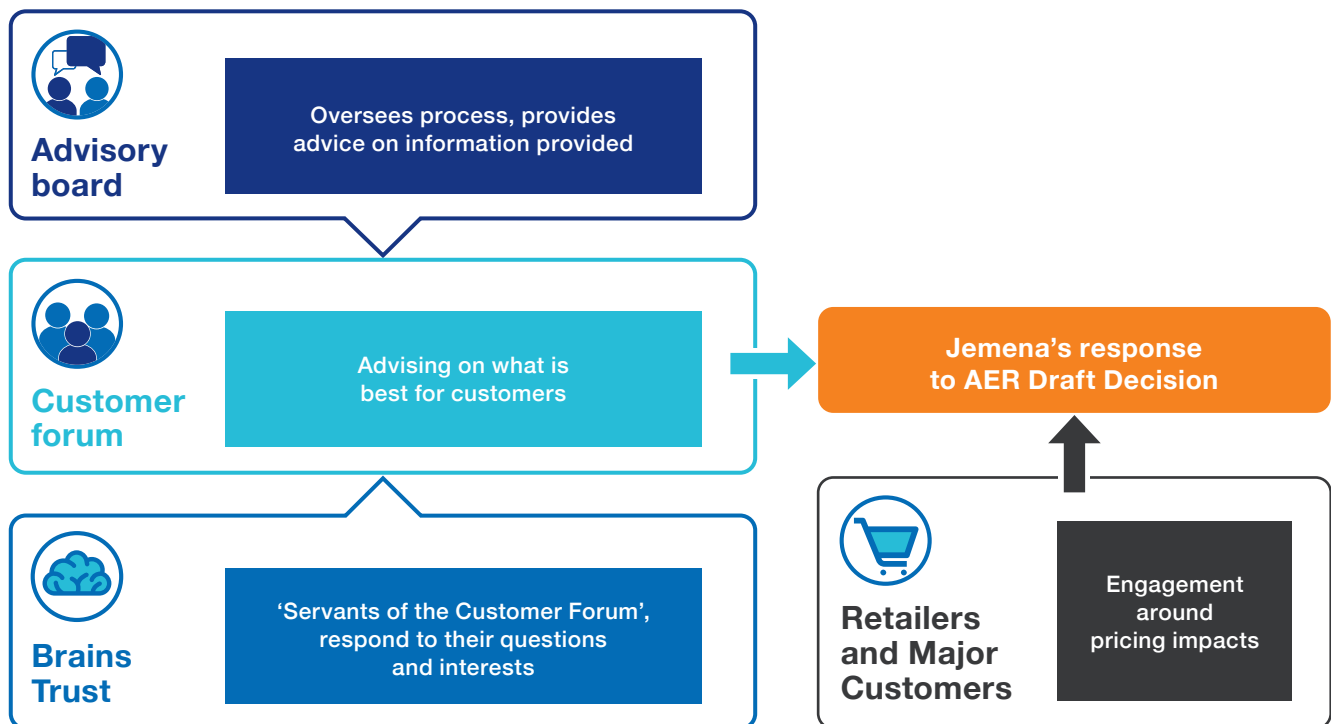 Advisory
board
Oversees process, provides
advice on information provided
Customer
forum
Advising on what is
best for customers
Jemena’s response
to AER Draft Decision
Brains
Trust
‘Servants of the Customer Forum’,
respond to their questions
and interests
Retailers
and Major
Customers
Engagement
around
pricing impacts